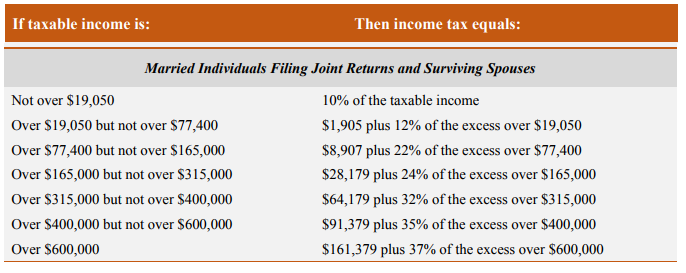 If taxable income is: Then income tax equals:
Married Individuals Filing Joint Returns and Surviving Spouses
Not over $19,050 10% of the taxable income
Over $19,050 but not over $77,400 $1,905 plus 12% of the excess over $19,050
Over $77,400 but not over $165,000 $8,907 plus 22% of the excess over $77,400
Over $165,000 but not over $315,000 $28,179 plus 24% of the excess over $165,000
Over $315,000 but not over $400,000 $64,179 plus 32% of the excess over $315,000
Over $400,000 but not over $600,000 $91,379 plus 35% of the excess over $400,000
Over $600,000 $161,379 plus 37% of the excess over $600,000